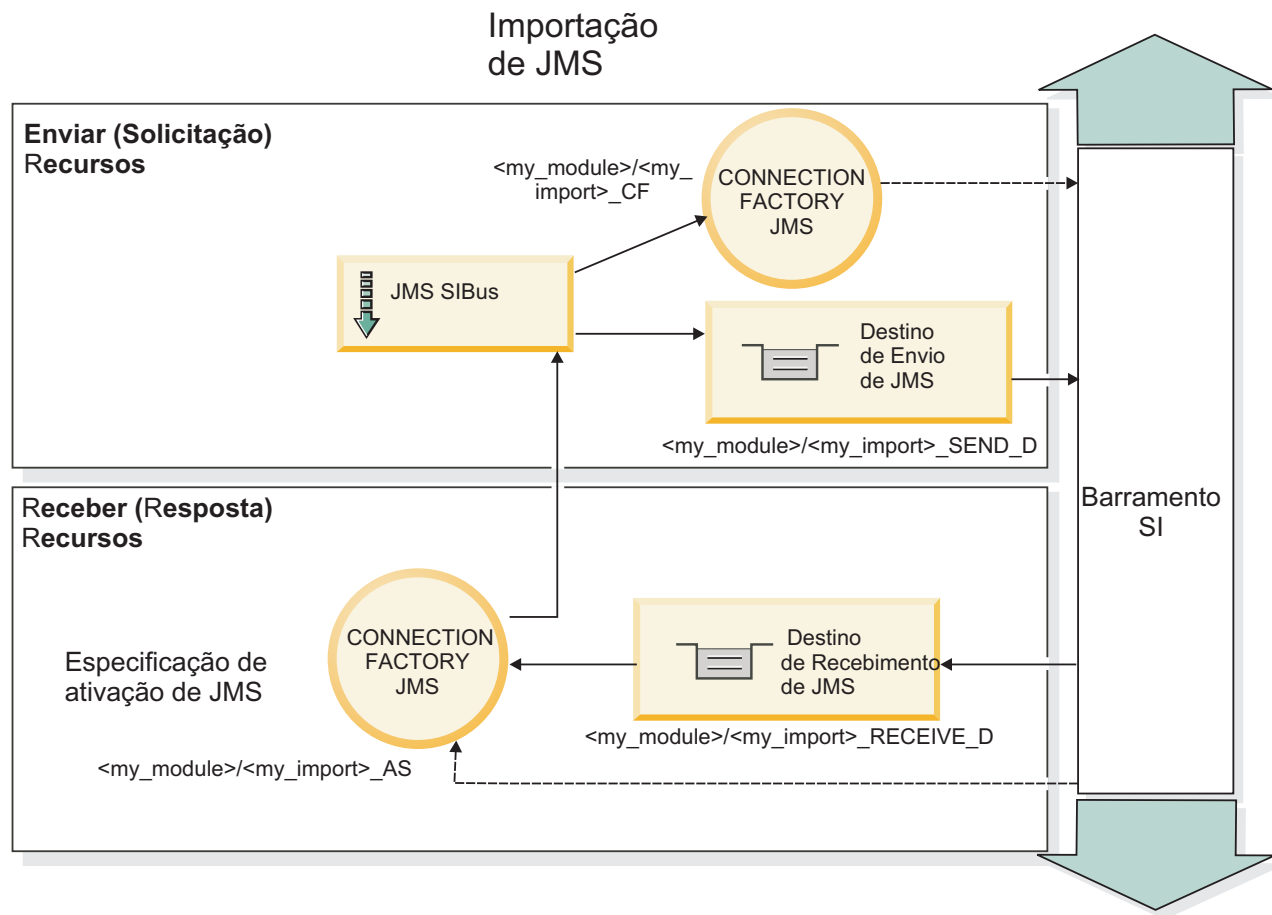 Importação
de JMS
Enviar (Solicitação)
Recursos
<my_module>/<my_
import>_CF
CONNECTION
FACTORY
JMS
JMS SIBus
Destino
de Envio
de JMS
<my_module>/<my_import>_SEND_D
Barramento
SI
Receber (Resposta)
Recursos
CONNECTION
FACTORY
JMS
Destino
de Recebimento
de JMS
Especificação de
ativação de JMS
<my_module>/<my_import>_RECEIVE_D
<my_module>/<my_import>_AS